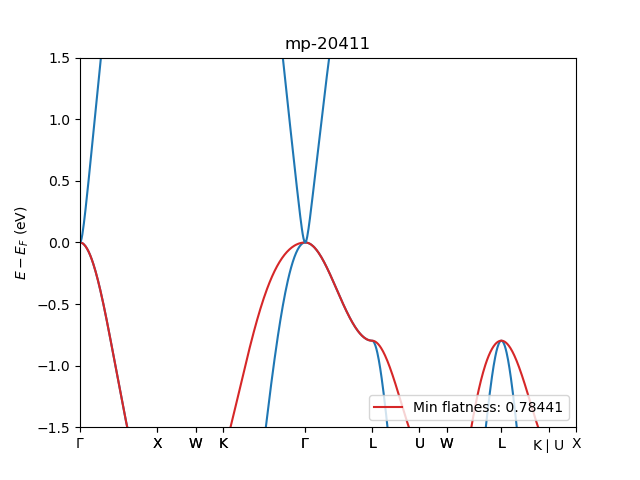 mp-20411
E − E_F (eV)
1.5
1.0
0.5
0.0
−0.5
−1.0
−1.5
Min flatness: 0.78441
Γ X W K Γ L U W L K | U X